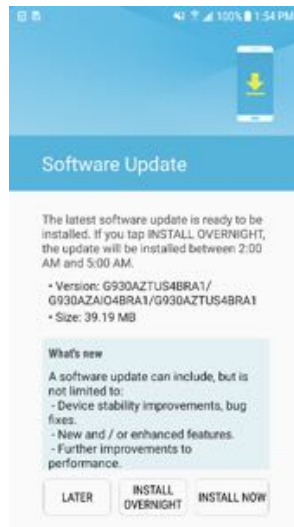 100% 1:54 PM
Software Update
The latest software update is ready to be
installed. If you tap INSTALL OVERNIGHT,
the update will be installed between 2:00
AM and 5:00 AM.
• Version: G930AZTUS4BRA1/
G930AZAIO4BRA1/G930AZTUS4BRA1
• Size: 39.19 MB
What's new
A software update can include, but is
not limited to:
- Device stability improvements, bug
fixes.
- New and / or enhanced features.
- Further improvements to
performance.
LATER
INSTALL
OVERNIGHT
INSTALL NOW